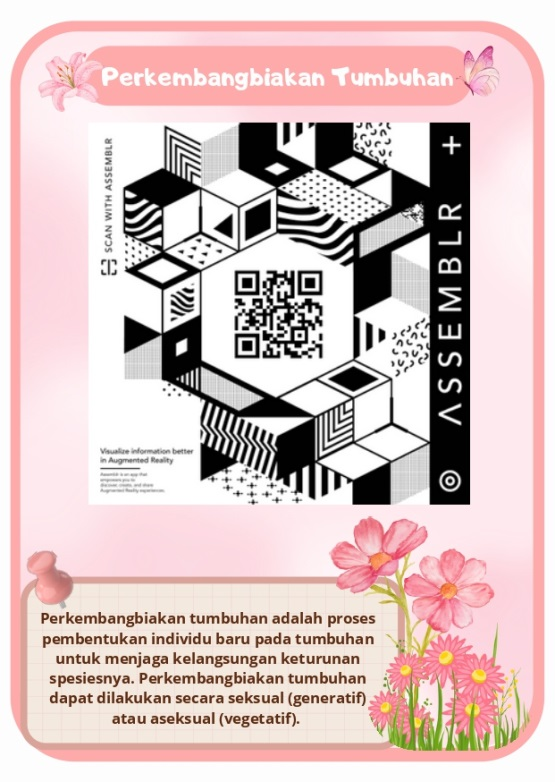 Perkembangbiakan Tumbuhan
SCAN WITH ASSEMBLR
ASSEMBLR
Visualize information better
in Augmented Reality
Assemblr is an app that
empowers you to
discover, create, and share
Augmented Reality experiences.
Perkembangbiakan tumbuhan adalah proses
pembentukan individu baru pada tumbuhan
untuk menjaga kelangsungan keturunan
spesiesnya. Perkembangbiakan tumbuhan
dapat dilakukan secara seksual (generatif)
atau aseksual (vegetatif).